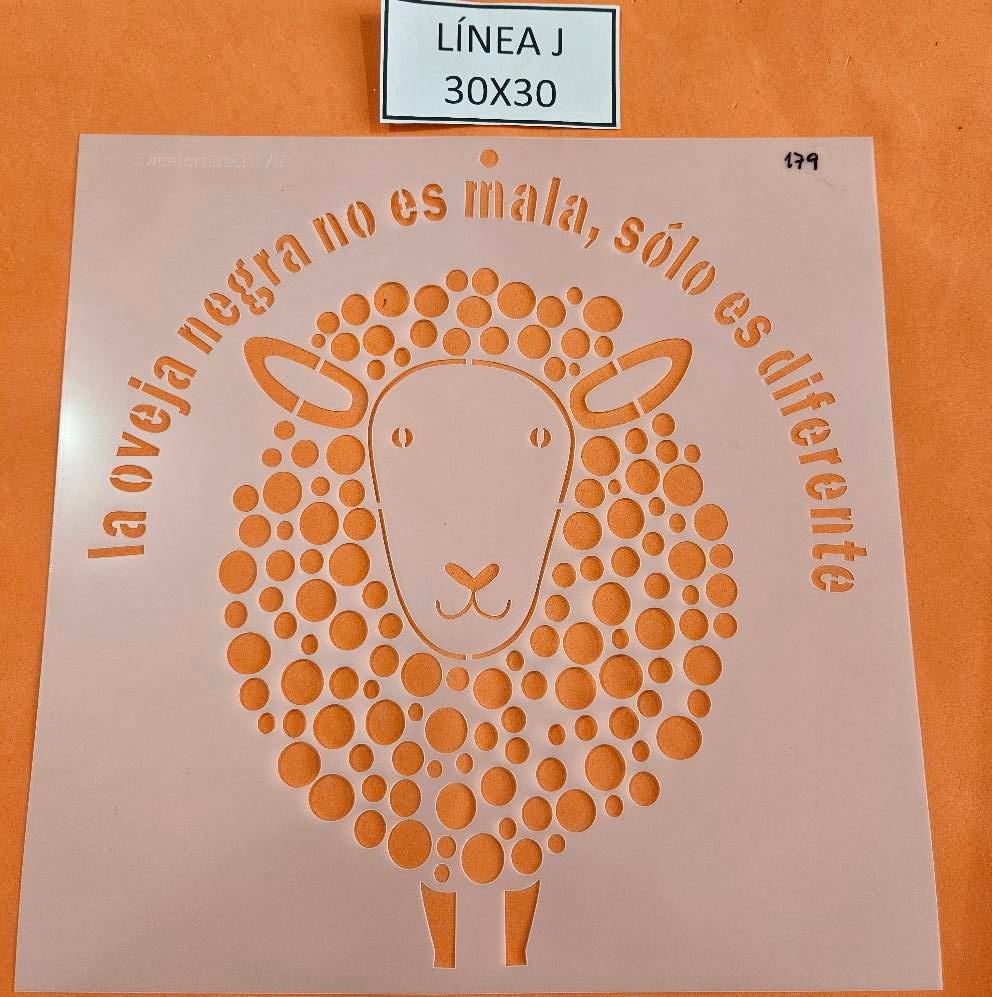 LÍNEA J
30X30
179
la oveja negra no es mala, sólo es diferente